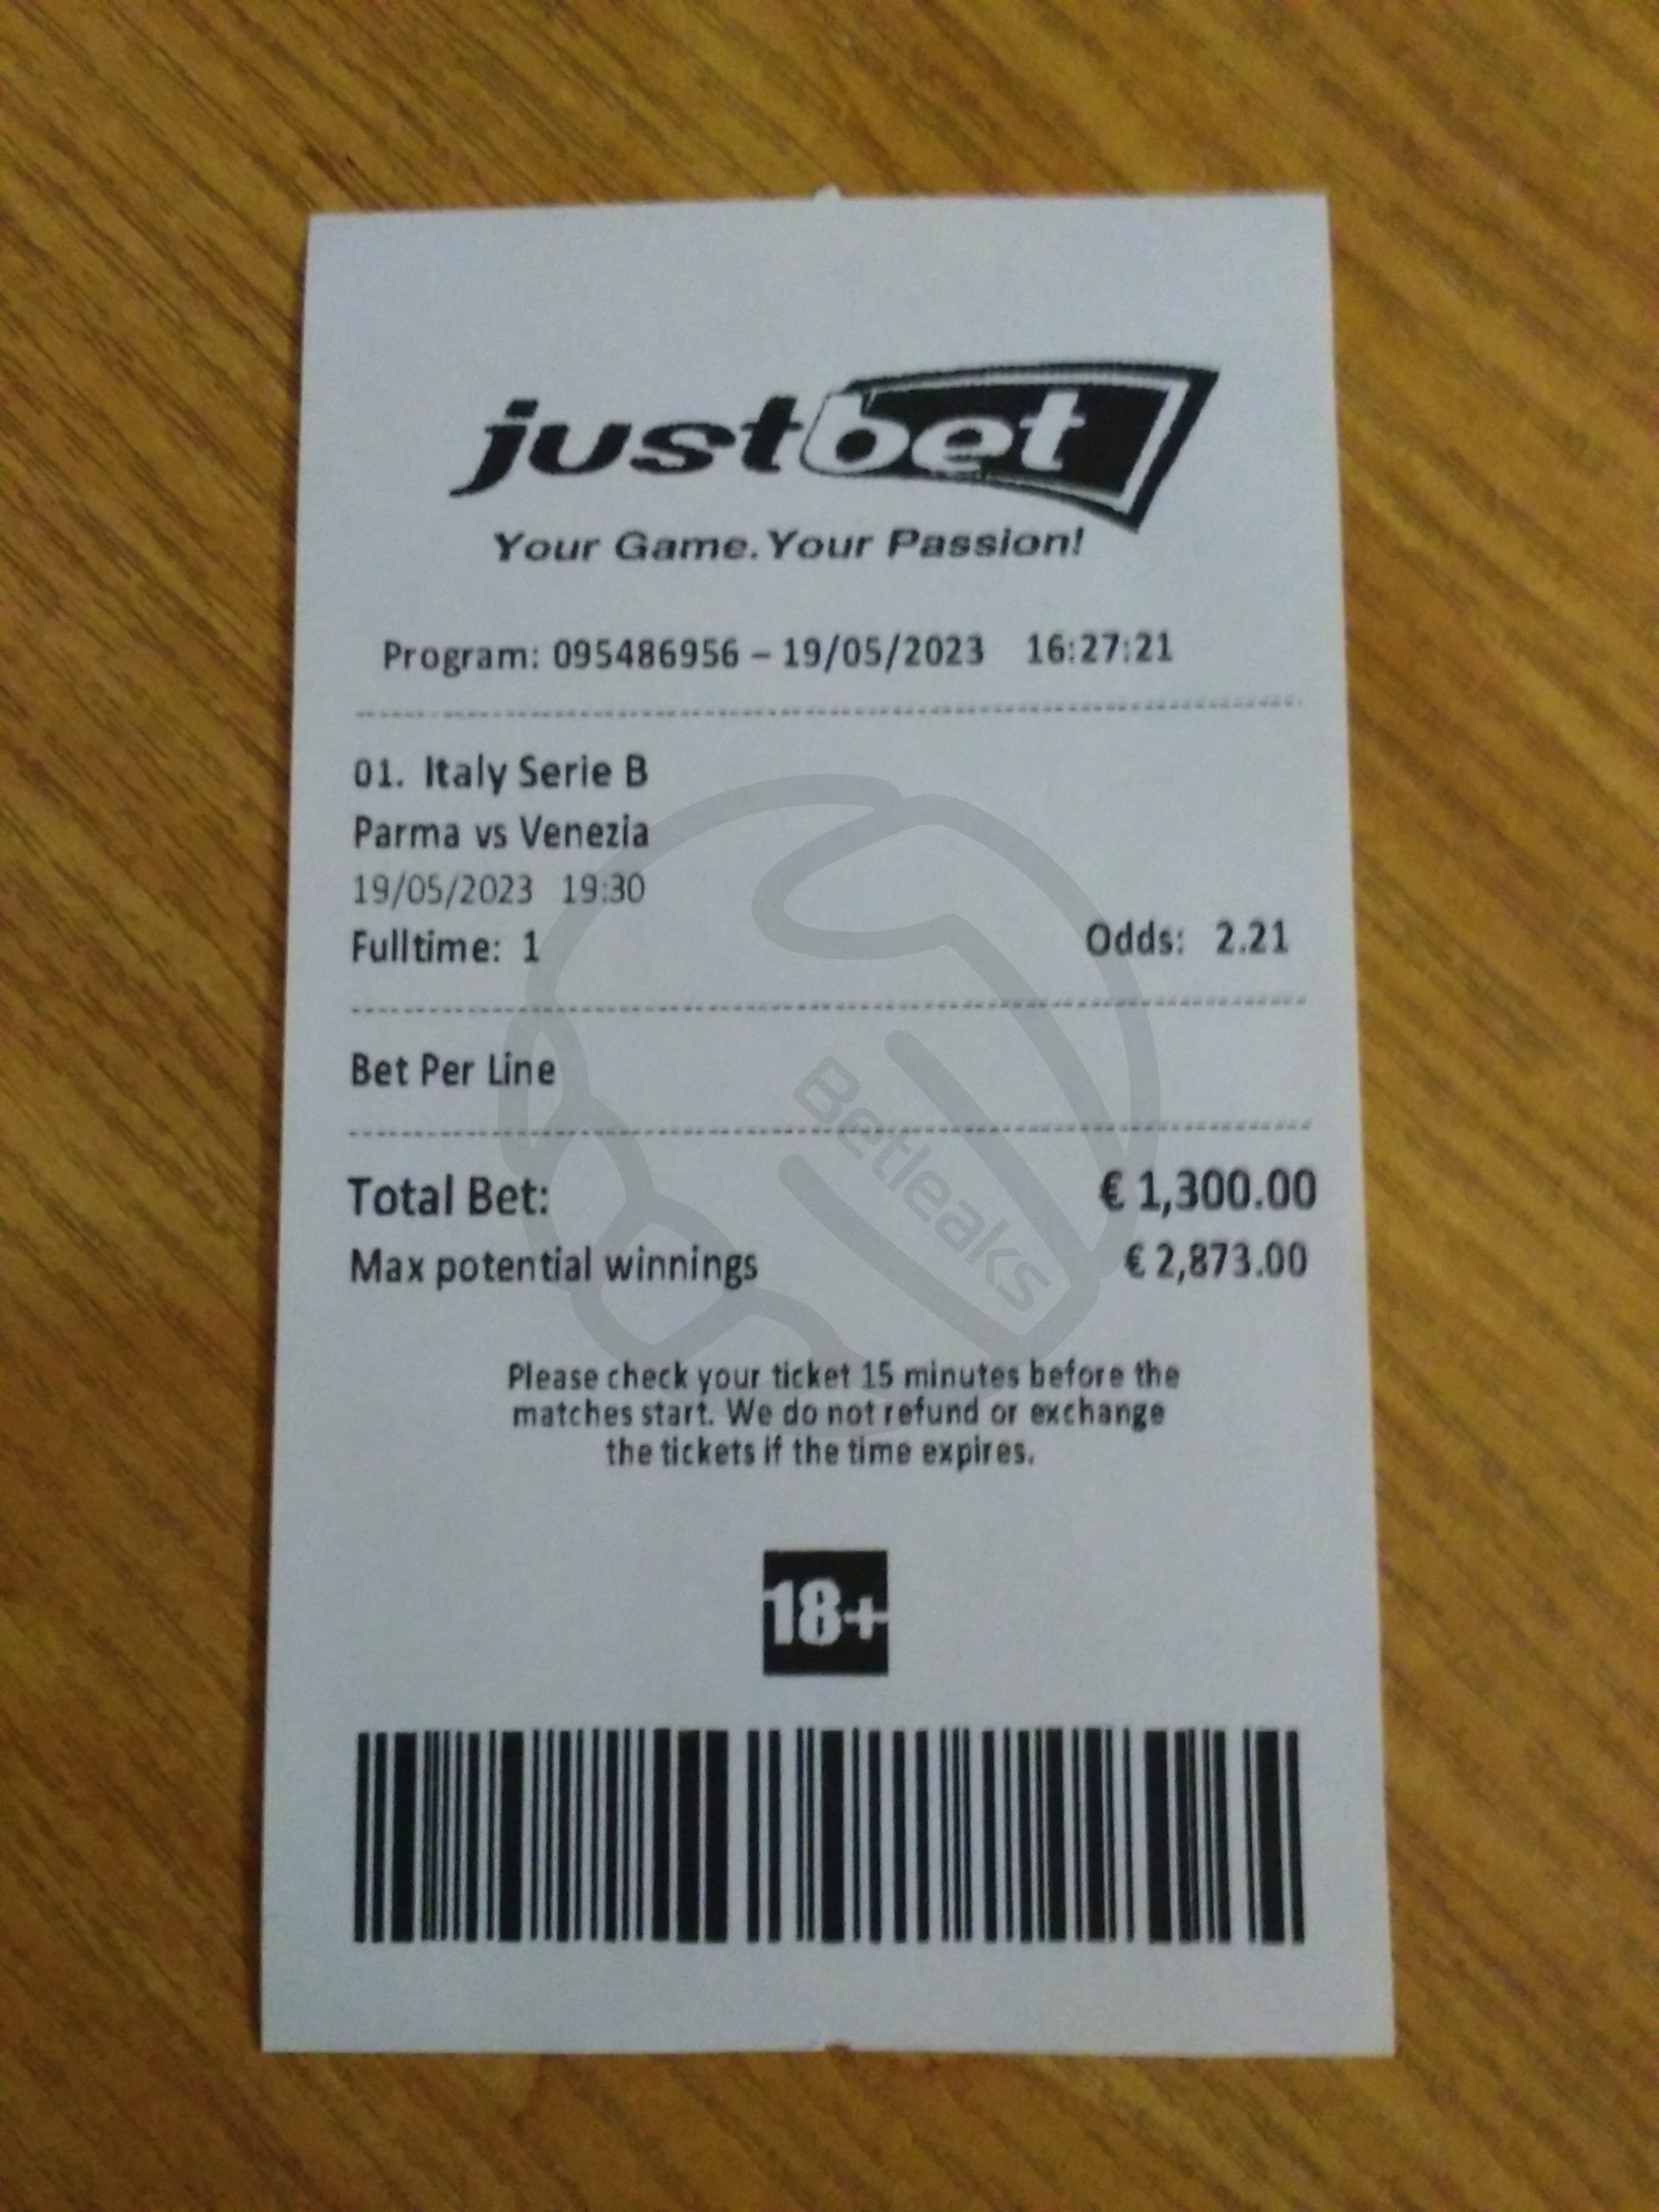 justbet
Your Game. Your Passion!
Program: 095486956 – 19/05/2023 16:27:21
01. Italy Serie B
Parma vs Venezia
19/05/2023 19:30
Fulltime: 1 Odds: 2.21
Bet Per Line
Betleaks
Total Bet: € 1,300.00
Max potential winnings € 2,873.00
Please check your ticket 15 minutes before the
matches start. We do not refund or exchange
the tickets if the time expires.
18+